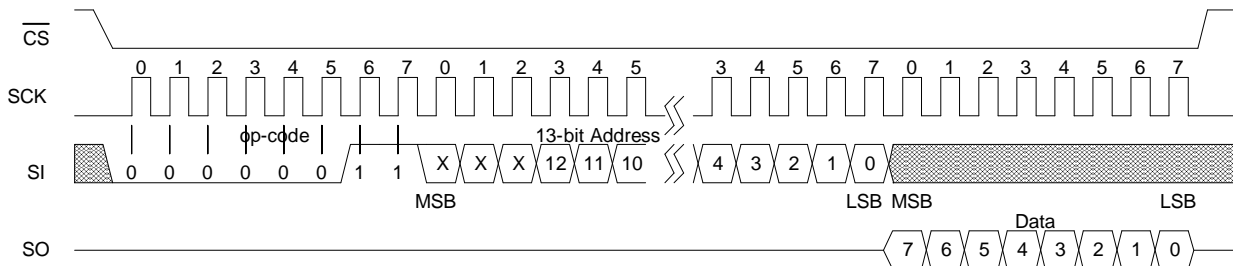 CS
0 1 2 3 4 5 6 7 0 1 2 3 4 5 3 4 5 6 7 0 1 2 3 4 5 6 7
SCK
op-code 13-bit Address
SI 0 0 0 0 0 0 1 1 X X X 12 11 10 4 3 2 1 0
MSB LSB MSB LSB
Data
SO 7 6 5 4 3 2 1 0